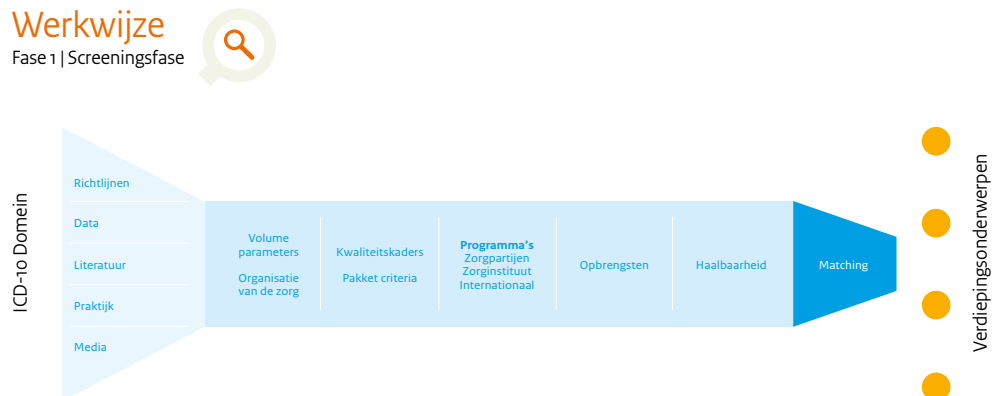 Werkwijze
Fase 1 | Screeningsfase
ICD-10 Domein
Richtlijnen
Data
Literatuur
Praktijk
Media
Volume
parameters
Organisatie
van de zorg
Kwaliteitskaders
Pakket criteria
Programma's
Zorgpartijen
Zorginstituut
Internationaal
Opbrengsten
Haalbaarheid
Matching
Verdiepingsonderwerpen